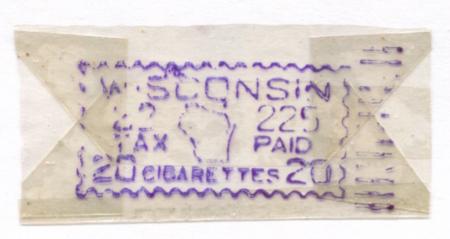 WISCONSIN
22 225
TAX PAID
20 CIGARETTES 20